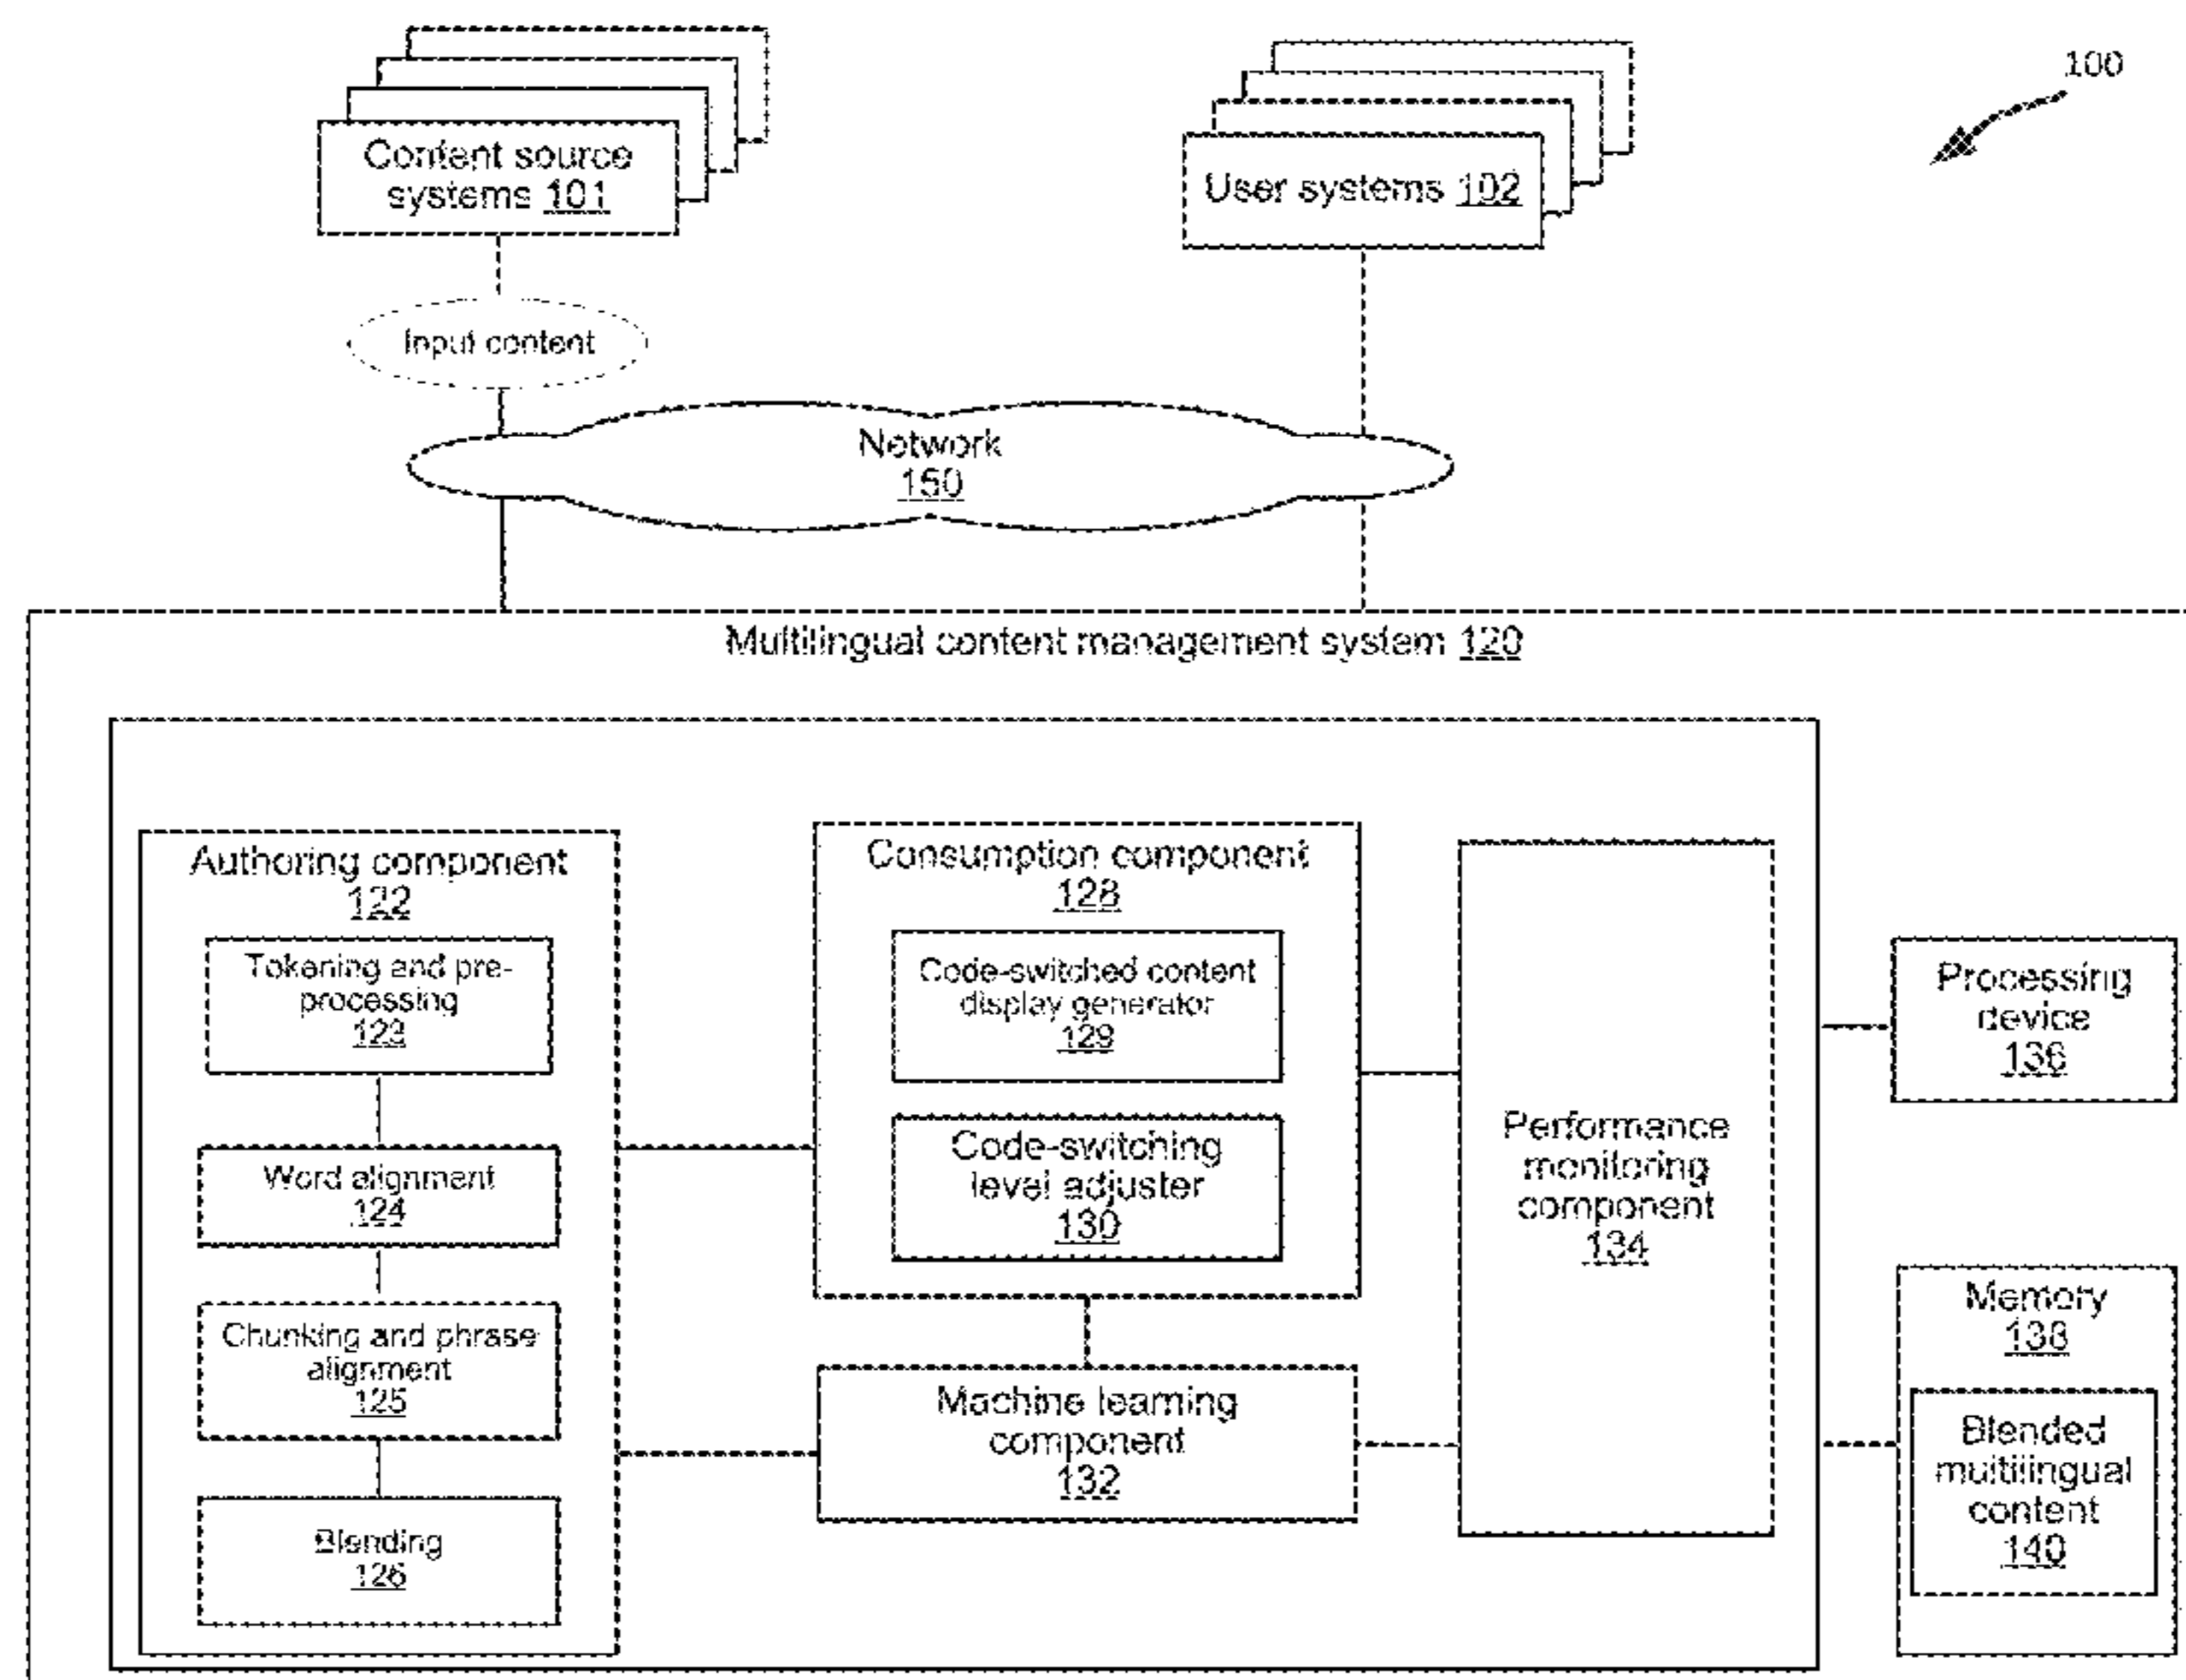 100
Content source
systems 101
User systems 102
Input content
Network
150
Multilingual content management system 120
Authoring component
122
Tokening and pre-
processing
123
Word alignment
124
Chunking and phrase
alignment
125
Blending
126
Consumption component
128
Code-switched content
display generator
129
Code-switching
level adjuster
130
Machine learning
component
132
Performance
monitoring
component
134
Processing
device
136
Memory
138
Blended
multilingual
content
140